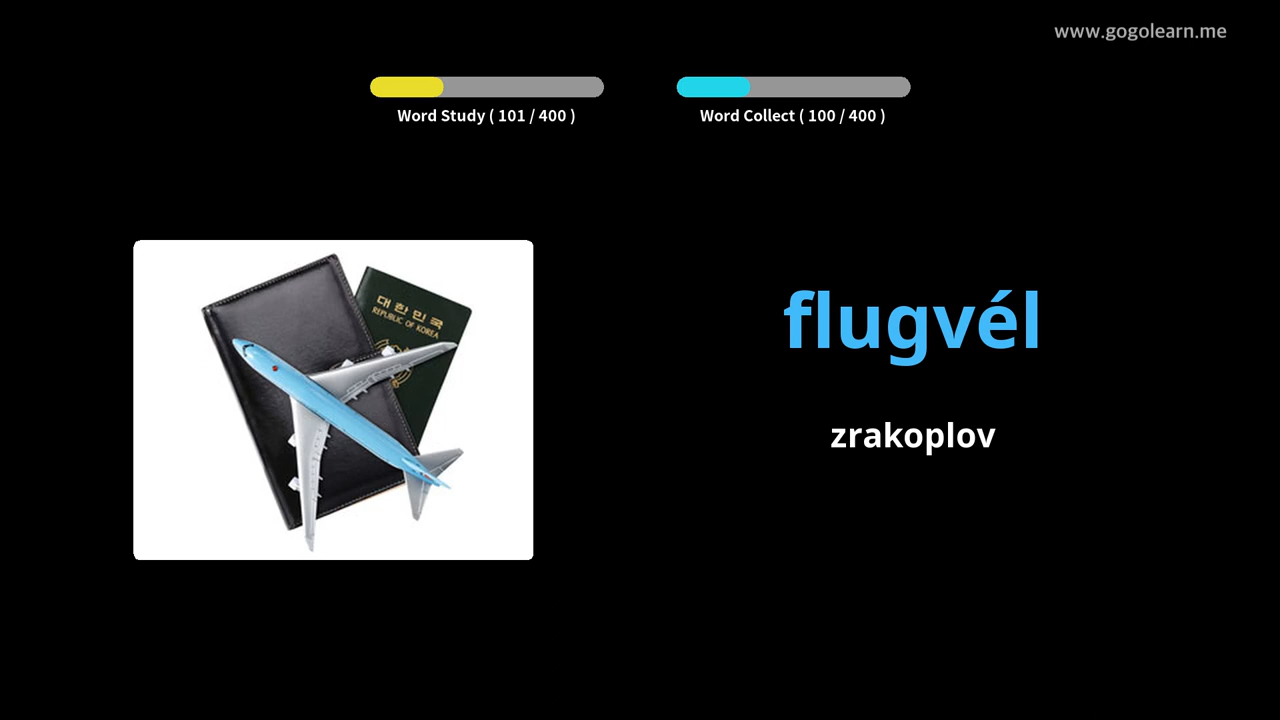 www.gogolearn.me
Word Study ( 101 / 400 )
Word Collect ( 100 / 400 )
대한민국
REPUBLIC OF KOREA
flugvél
zrakoplov